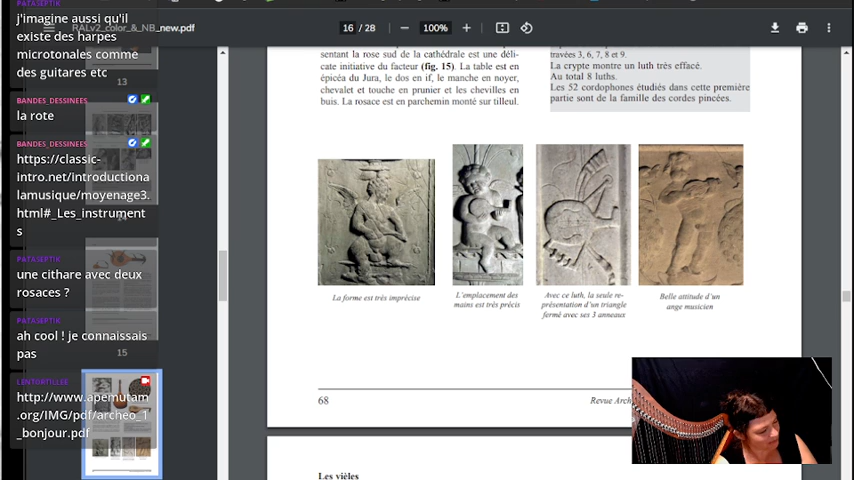 PATASEPTIK
j'imagine aussi qu'il
existe des harpes
microtonales comme
des guitares etc
BANDES_DESSINEES
la rote
BANDES_DESSINEES
https://classic-
intro.net/introductiona
lamusique/moyenage3.
html#_Les_instrument
s
PATASEPTIK
une cithare avec deux
rosaces ?
PATASEPTIK
ah cool ! je connaissais
pas
LENTORTILLEE
http://www.apemutam
.org/IMG/pdf/archeo_1
_bonjour.pdf
RALv2_color_&_NB_new.pdf
16 / 28
100%
13
15
sentant la rose sud de la cathédrale est une déli-
cate initiative du facteur (fig. 15). La table est en
épicéa du Jura, le dos en if, le manche en noyer,
chevalet et touche en prunier et les chevilles en
buis. La rosace est en parchemin monté sur tilleul.
travées 3, 6, 7, 8 et 9.
La crypte montre un luth très effacé.
Au total 8 luths.
Les 52 cordophones étudiés dans cette première
partie sont de la famille des cordes pincées.
La forme est très imprécise
L'emplacement des
mains est très précis
Avec ce luth, la seule re-
présentation d'un triangle
fermé avec ses 3 anneaux
Belle attitude d'un
ange musicien
68
Revue Arch
Les vièles